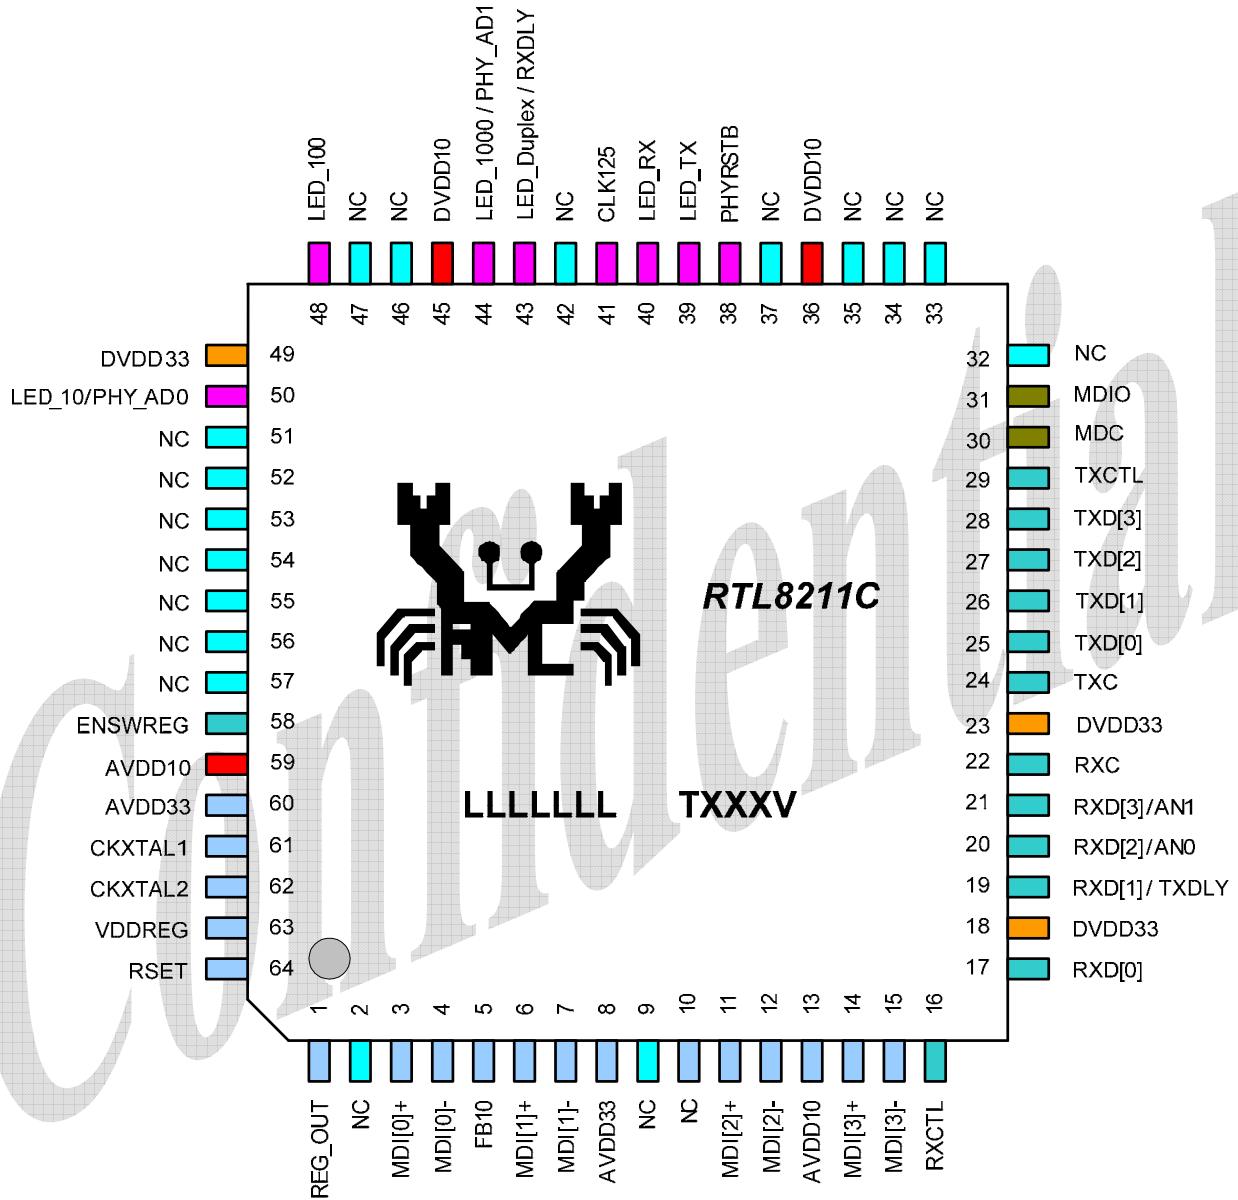 LED_100
NC
NC
DVDD10
LED_1000 / PHY_AD1
LED_Duplex / RXDLY
NC
CLK125
LED_RX
LED_TX
PHYRSTB
NC
DVDD10
NC
NC
NC
48 47 46 45 44 43 42 41 40 39 38 37 36 35 34 33
DVDD33 49
LED_10/PHY_AD0 50
NC 51
NC 52
NC 53
NC 54
NC 55
NC 56
NC 57
ENSWREG 58
AVDD10 59
AVDD33 60
CKXTAL1 61
CKXTAL2 62
VDDREG 63
RSET 64
32 NC
31 MDIO
30 MDC
29 TXCTL
28 TXD[3]
27 TXD[2]
26 TXD[1]
25 TXD[0]
24 TXC
23 DVDD33
22 RXC
21 RXD[3]/AN1
20 RXD[2]/AN0
19 RXD[1]/ TXDLY
18 DVDD33
17 RXD[0]
RTL8211C
LLLLLLL TXXXV
Confidential
1 2 3 4 5 6 7 8 9 10 11 12 13 14 15 16
REG_OUT
NC
MDI[0]+
MDI[0]-
FB10
MDI[1]+
MDI[1]-
AVDD33
NC
NC
MDI[2]+
MDI[2]-
AVDD10
MDI[3]+
MDI[3]-
RXCTL